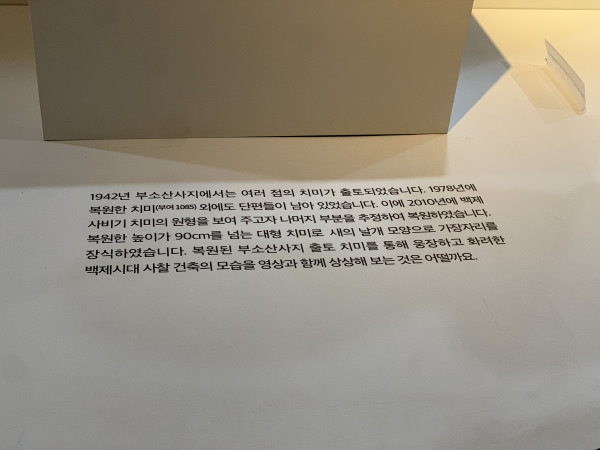 1942년 부소산사지에서는 여러 점의 치미가 출토되었습니다. 1978년에
복원한 치미(부여 1065) 외에도 단편들이 남아 있었습니다. 이에 2010년에 백제
사비기 치미의 원형을 보여 주고자 나머지 부분을 추정하여 복원하였습니다.
복원한 높이가 90cm를 넘는 대형 치미로 새의 날개 모양으로 가장자리를
장식하였습니다. 복원된 부소산사지 출토 치미를 통해 웅장하고 화려한
백제시대 사찰 건축의 모습을 영상과 함께 상상해 보는 것은 어떨까요.